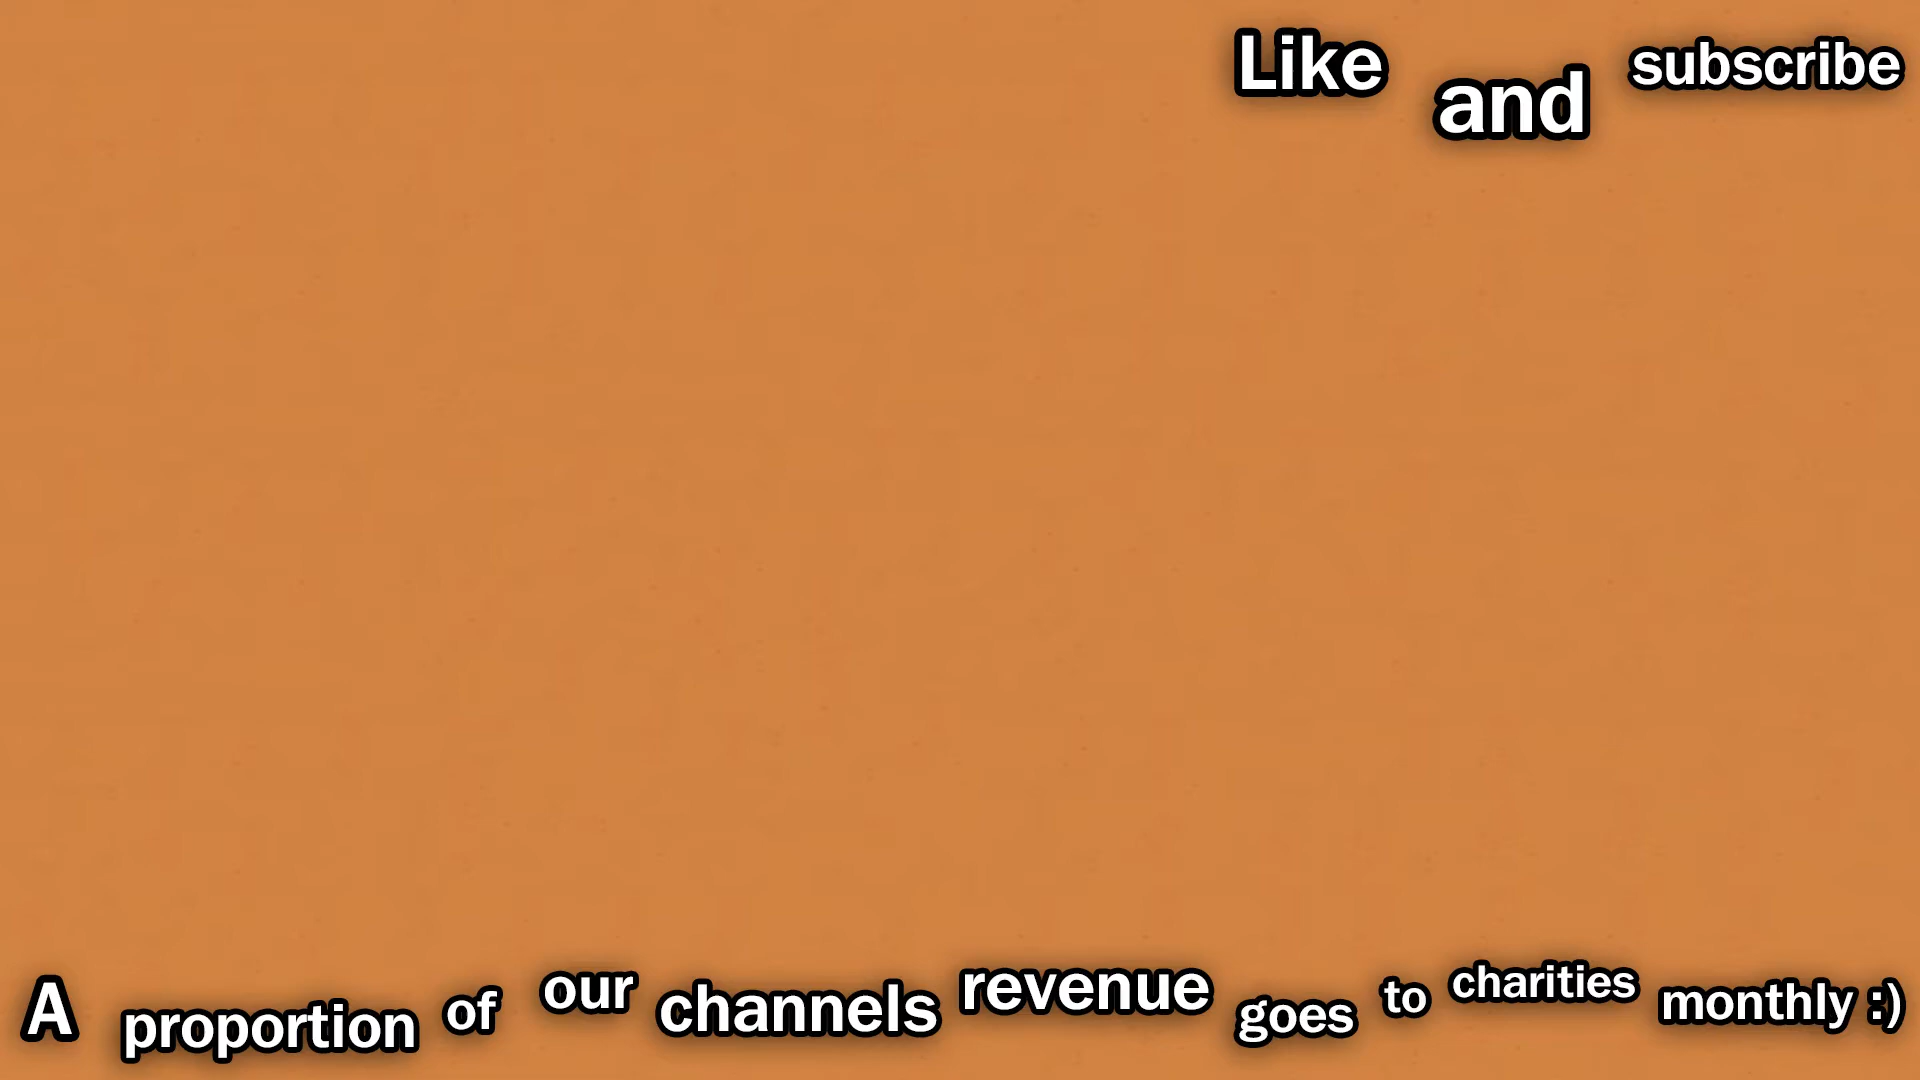 Like and subscribe
A proportion of our channels revenue goes to charities monthly :)